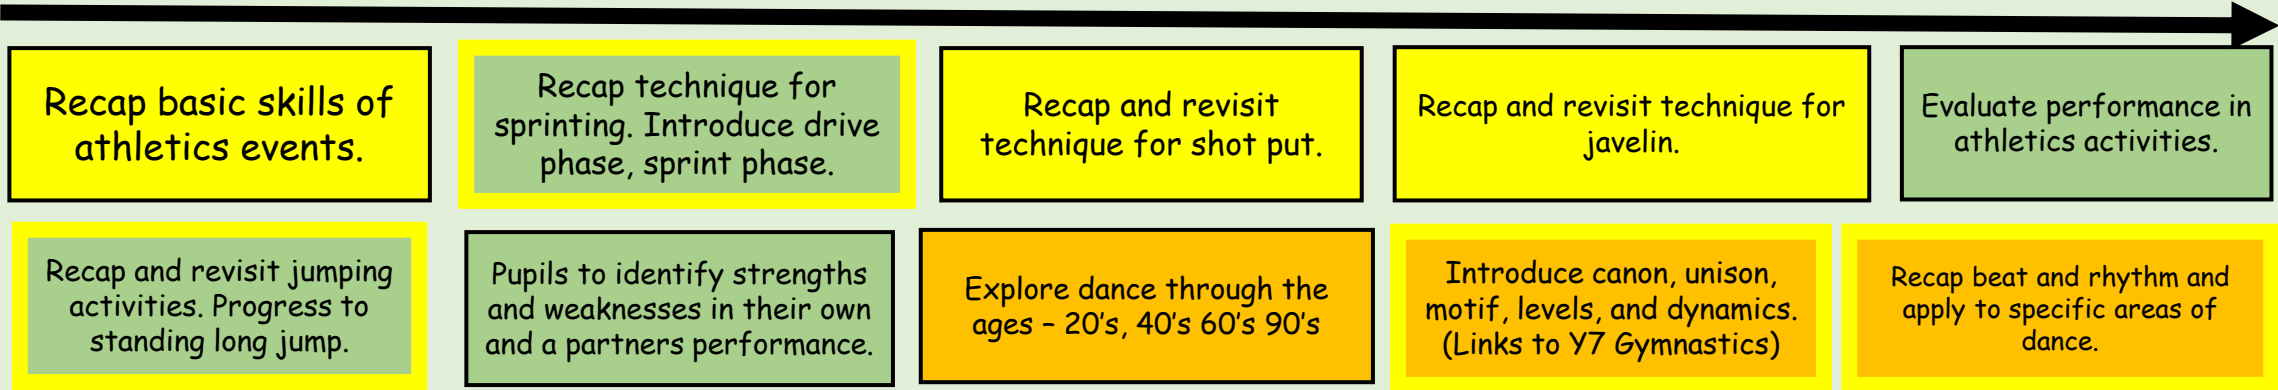 Recap basic skills of
athletics events.
Recap technique for
sprinting. Introduce drive
phase, sprint phase.
Recap and revisit
technique for shot put.
Recap and revisit technique for
javelin.
Evaluate performance in
athletics activities.
Recap and revisit jumping
activities. Progress to
standing long jump.
Pupils to identify strengths
and weaknesses in their own
and a partners performance.
Explore dance through the
ages – 20’s, 40’s 60’s 90’s
Introduce canon, unison,
motif, levels, and dynamics.
(Links to Y7 Gymnastics)
Recap beat and rhythm and
apply to specific areas of
dance.